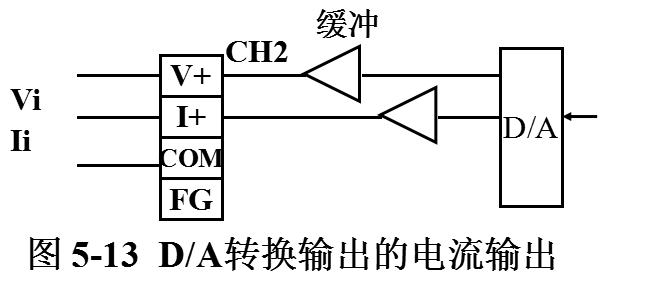 缓冲
CH2
V+
Vi
I+
Ii
D/A
COM
FG
图 5-13 D/A转换输出的电流输出